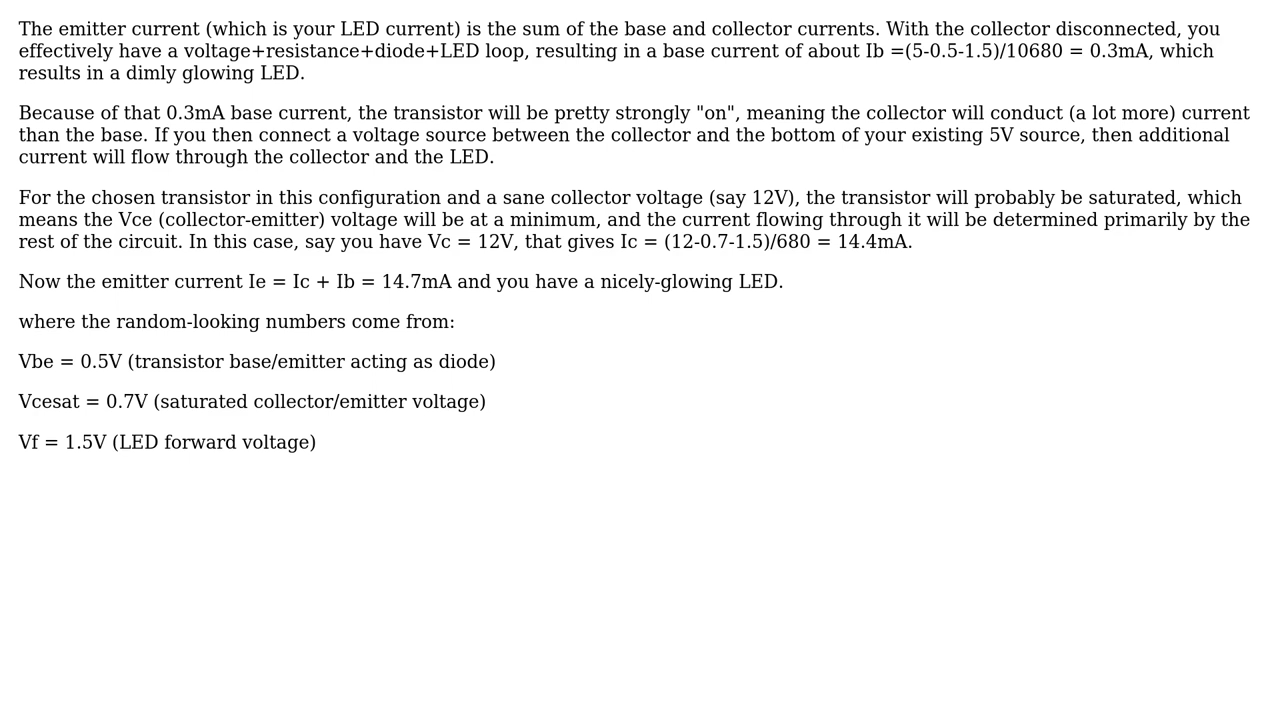 The emitter current (which is your LED current) is the sum of the base and collector currents. With the collector disconnected, you
effectively have a voltage+resistance+diode+LED loop, resulting in a base current of about Ib =(5-0.5-1.5)/10680 = 0.3mA, which
results in a dimly glowing LED.
Because of that 0.3mA base current, the transistor will be pretty strongly "on", meaning the collector will conduct (a lot more) current
than the base. If you then connect a voltage source between the collector and the bottom of your existing 5V source, then additional
current will flow through the collector and the LED.
For the chosen transistor in this configuration and a sane collector voltage (say 12V), the transistor will probably be saturated, which
means the Vce (collector-emitter) voltage will be at a minimum, and the current flowing through it will be determined primarily by the
rest of the circuit. In this case, say you have Vc = 12V, that gives Ic = (12-0.7-1.5)/680 = 14.4mA.
Now the emitter current Ie = Ic + Ib = 14.7mA and you have a nicely-glowing LED.
where the random-looking numbers come from:
Vbe = 0.5V (transistor base/emitter acting as diode)
Vcesat = 0.7V (saturated collector/emitter voltage)
Vf = 1.5V (LED forward voltage)